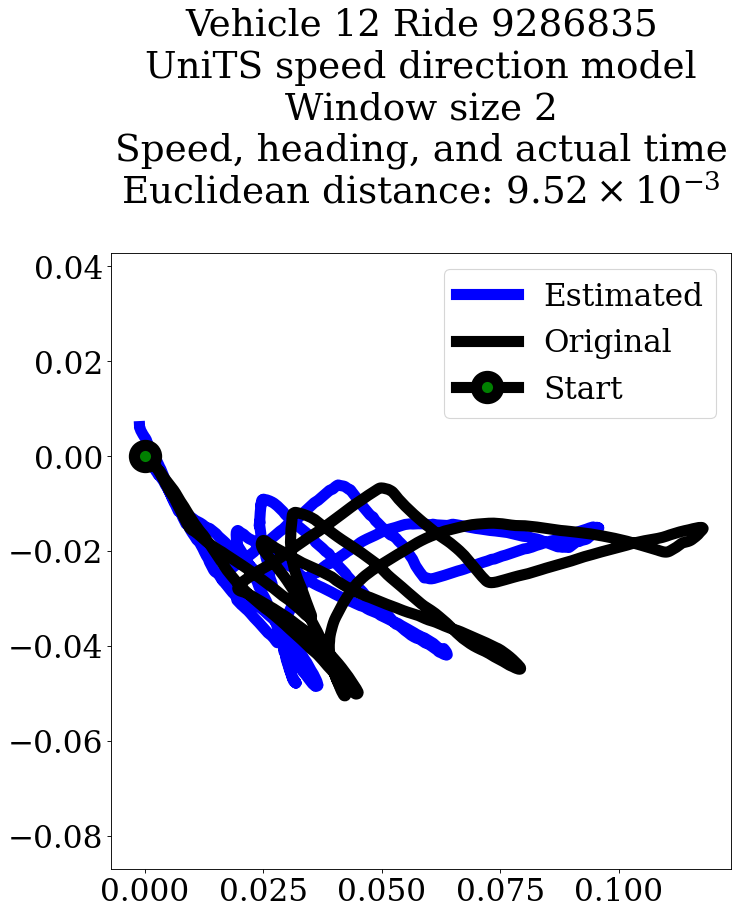 Vehicle 12 Ride 9286835
UniTS speed direction model
Window size 2
Speed, heading, and actual time
Euclidean distance: 9.52 × 10⁻³
0.04
0.02
0.00
−0.02
−0.04
−0.06
−0.08
Estimated
Original
Start
0.000 0.025 0.050 0.075 0.100